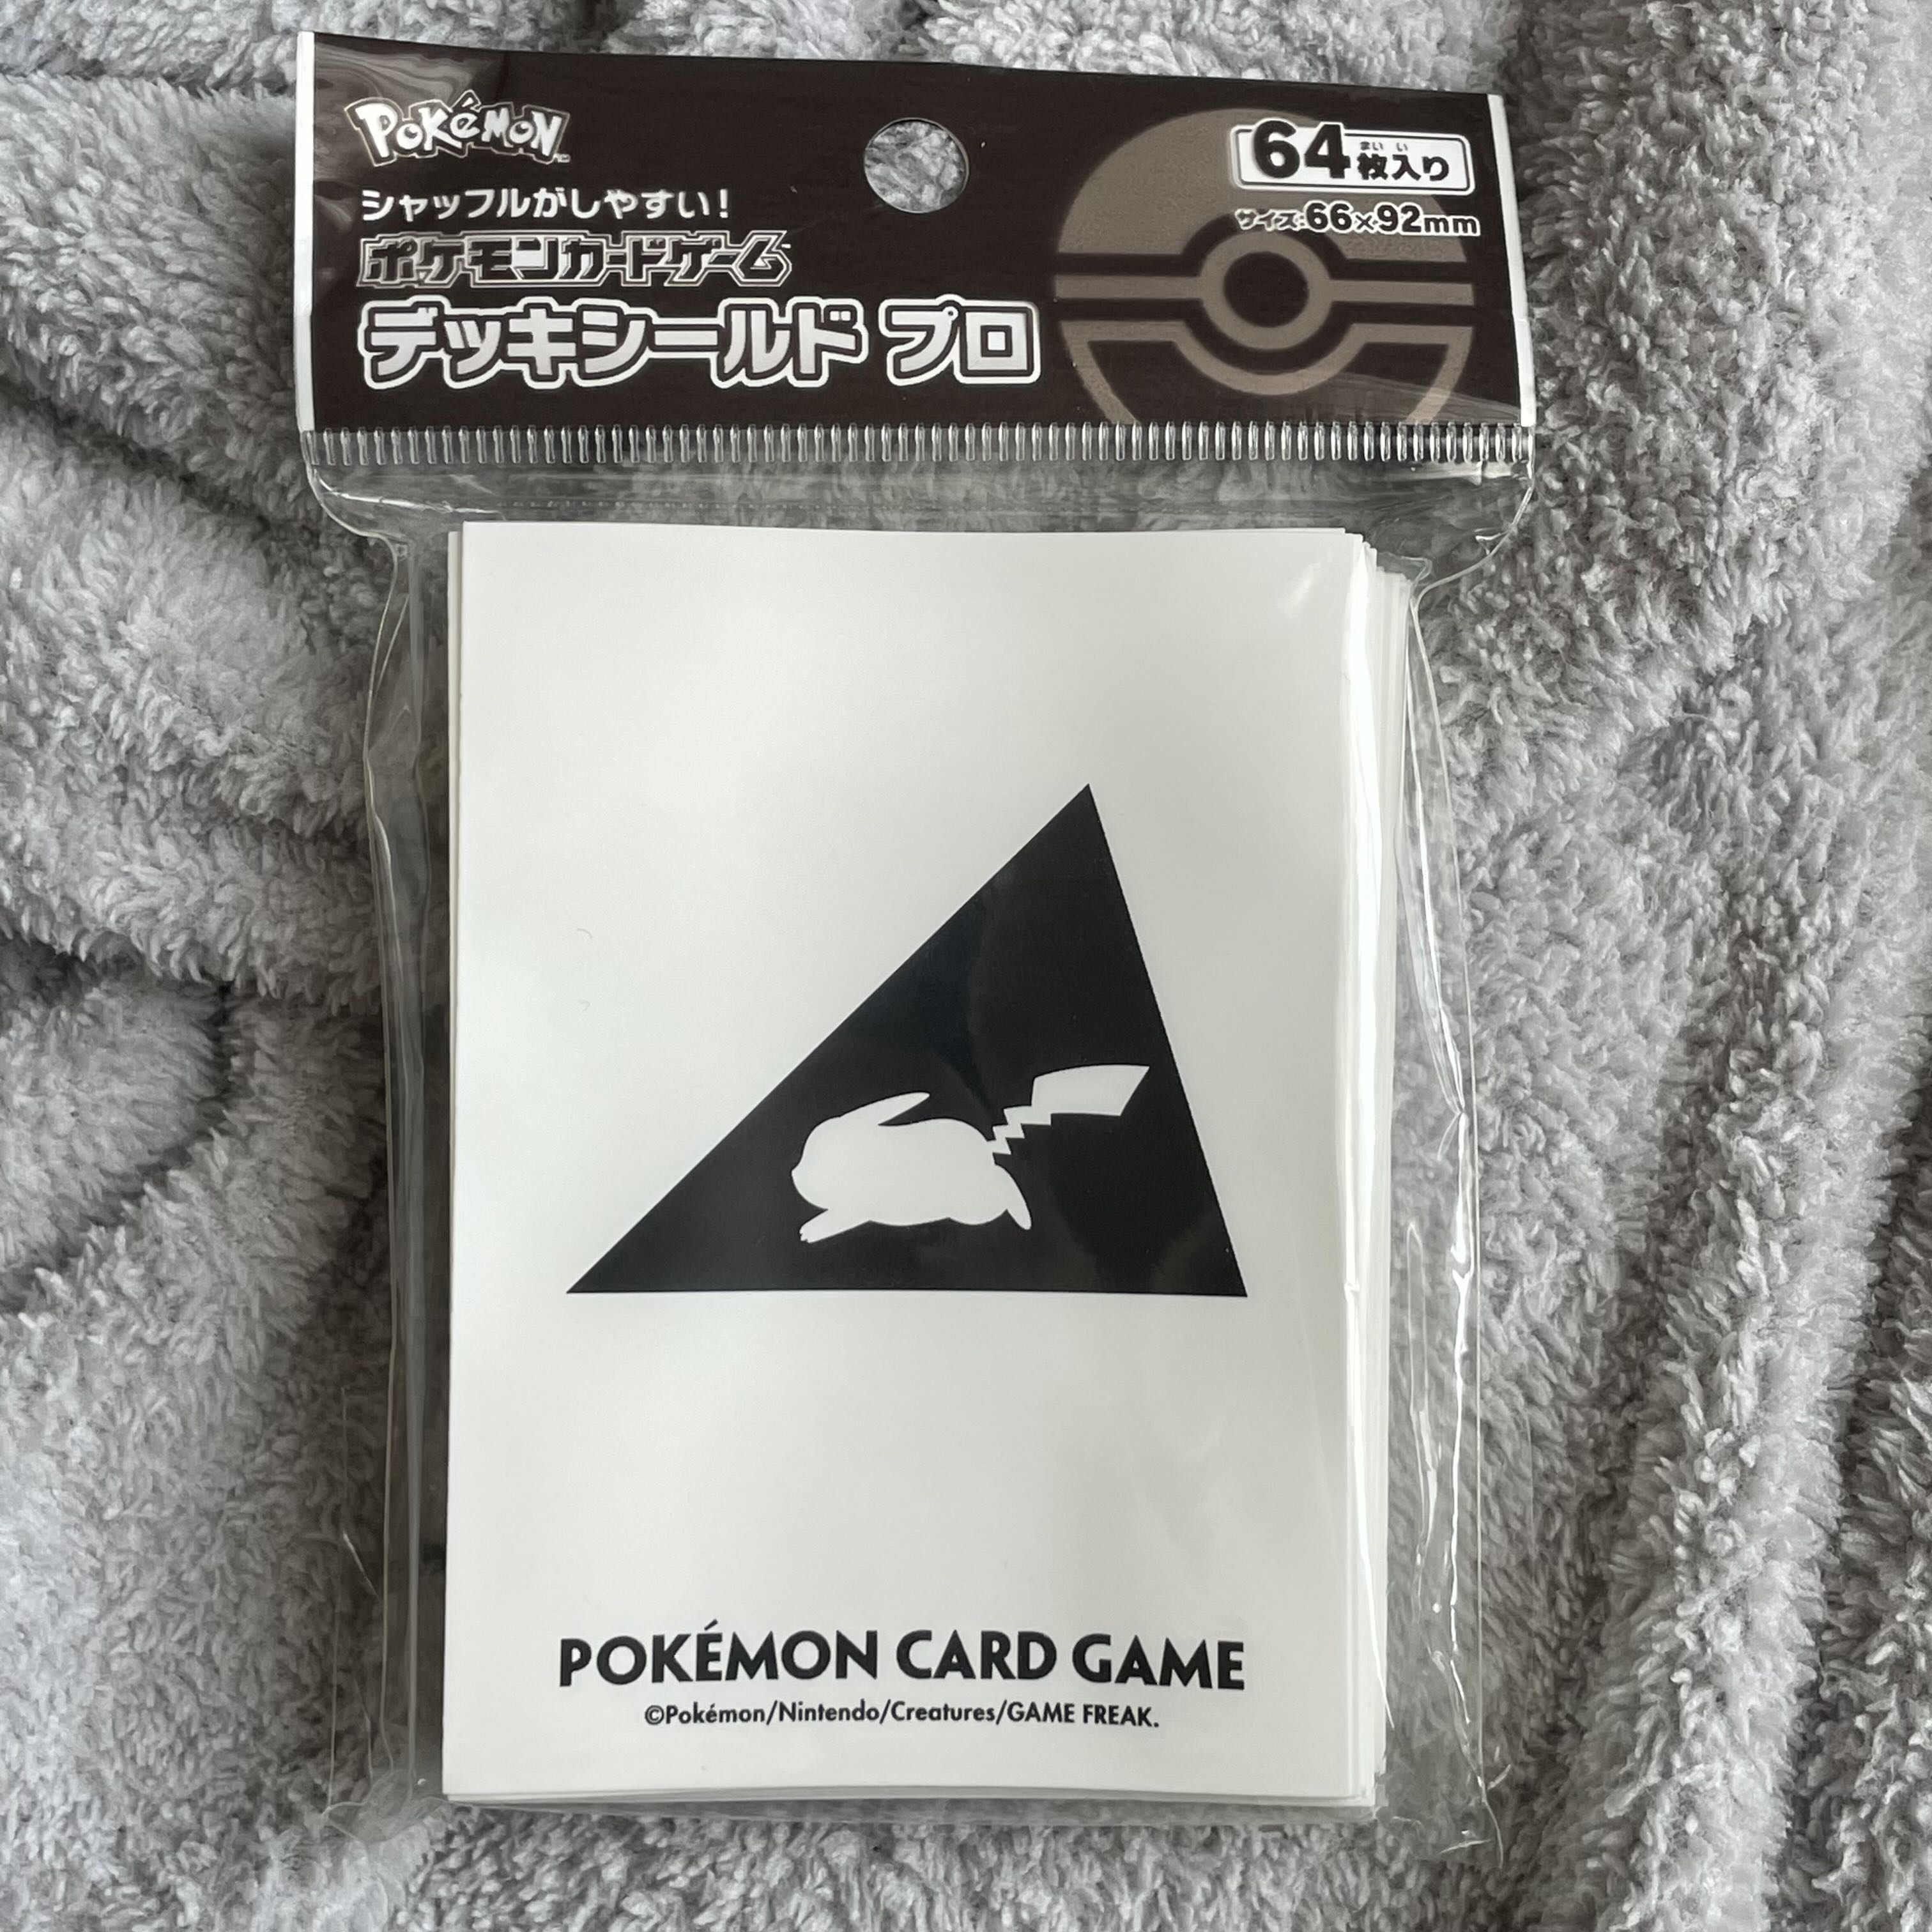 Pokémon
シャッフルがしやすい!
ポケモンカードゲーム
デッキシールド プロ
まい い
64枚入り
サイズ:66×92mm
POKÉMON CARD GAME
©Pokémon/Nintendo/Creatures/GAME FREAK.